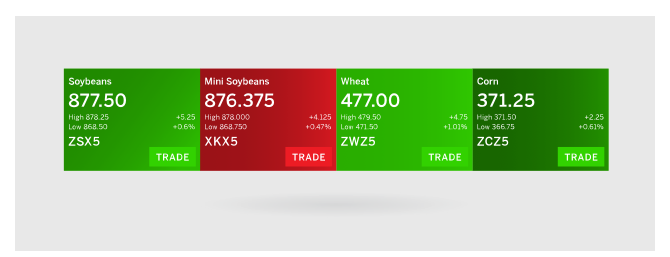 Soybeans
877.50
High 878.25 +5.25
Low 868.50 +0.6%
ZSX5
TRADE
Mini Soybeans
876.375
High 878.000 +4.125
Low 868.750 +0.47%
XKX5
TRADE
Wheat
477.00
High 479.50 +4.75
Low 471.50 +1.01%
ZWZ5
TRADE
Corn
371.25
High 371.50 +2.25
Low 366.75 +0.61%
ZCZ5
TRADE